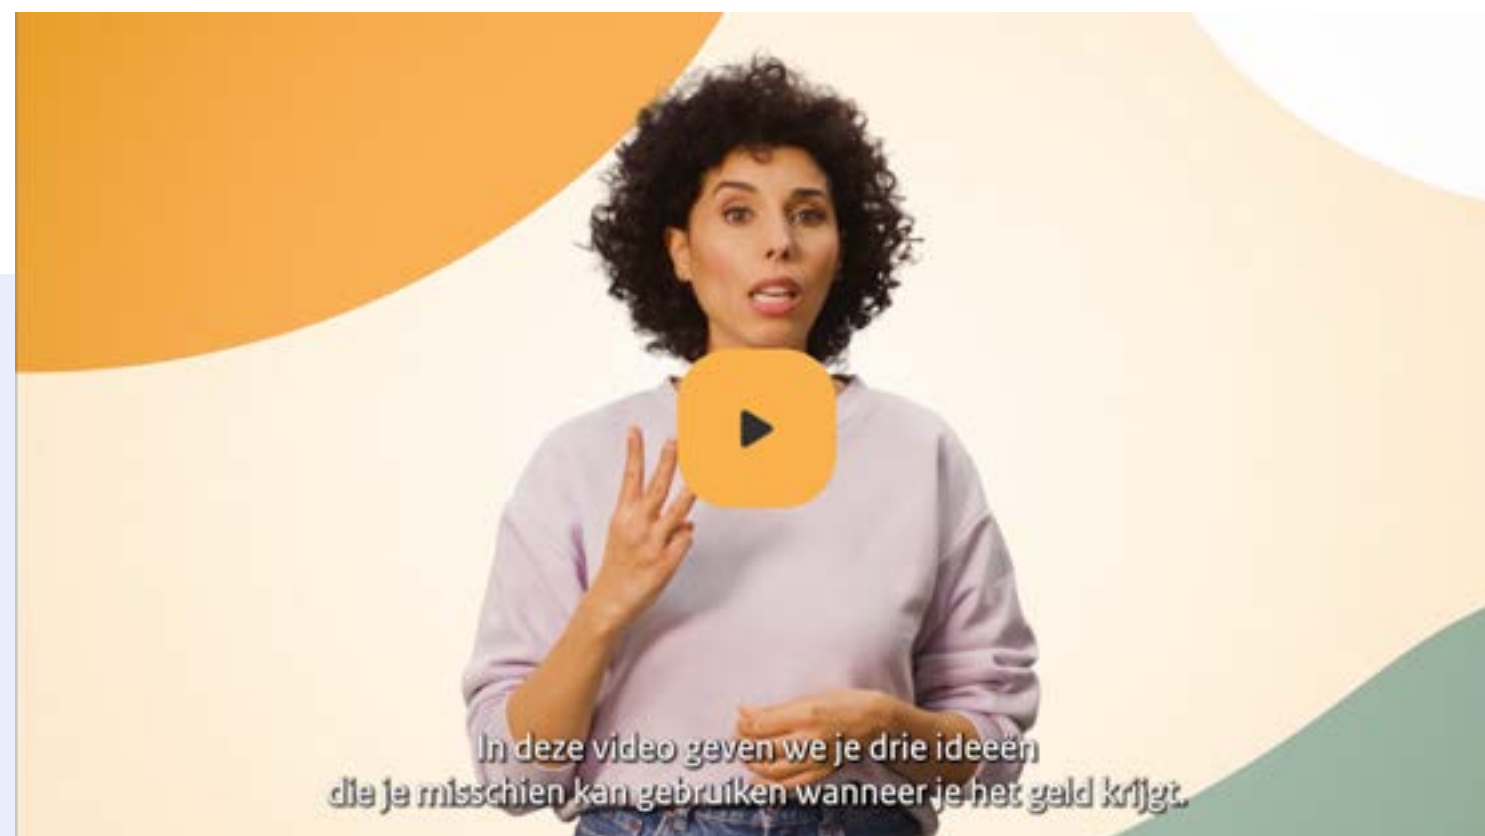 In deze video geven we je drie ideeën
die je misschien kan gebruiken wanneer je het geld krijgt.